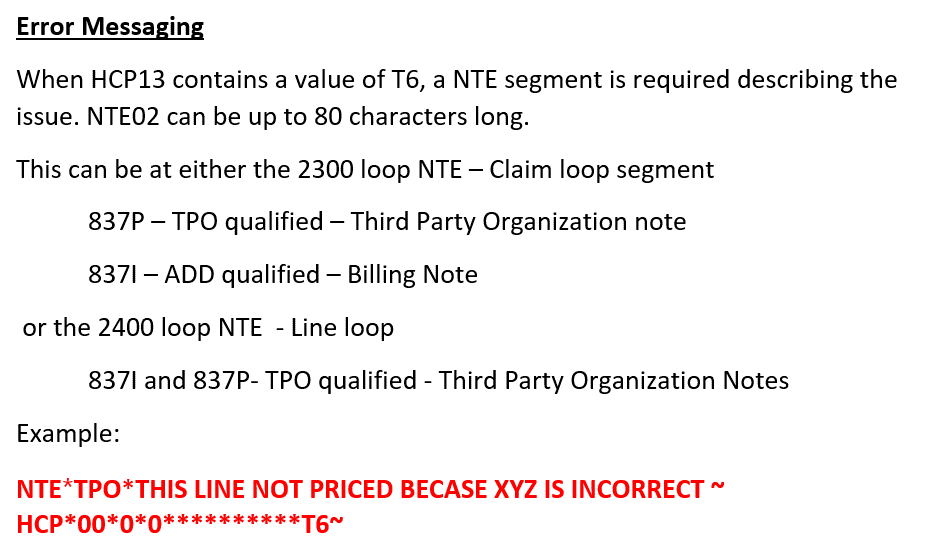 Error Messaging
When HCP13 contains a value of T6, a NTE segment is required describing the
issue. NTE02 can be up to 80 characters long.
This can be at either the 2300 loop NTE – Claim loop segment
837P – TPO qualified – Third Party Organization note
837I – ADD qualified – Billing Note
or the 2400 loop NTE  - Line loop
837I and 837P- TPO qualified - Third Party Organization Notes
Example:
NTE*TPO*THIS LINE NOT PRICED BECASE XYZ IS INCORRECT ~
HCP*00*0*0**********T6~